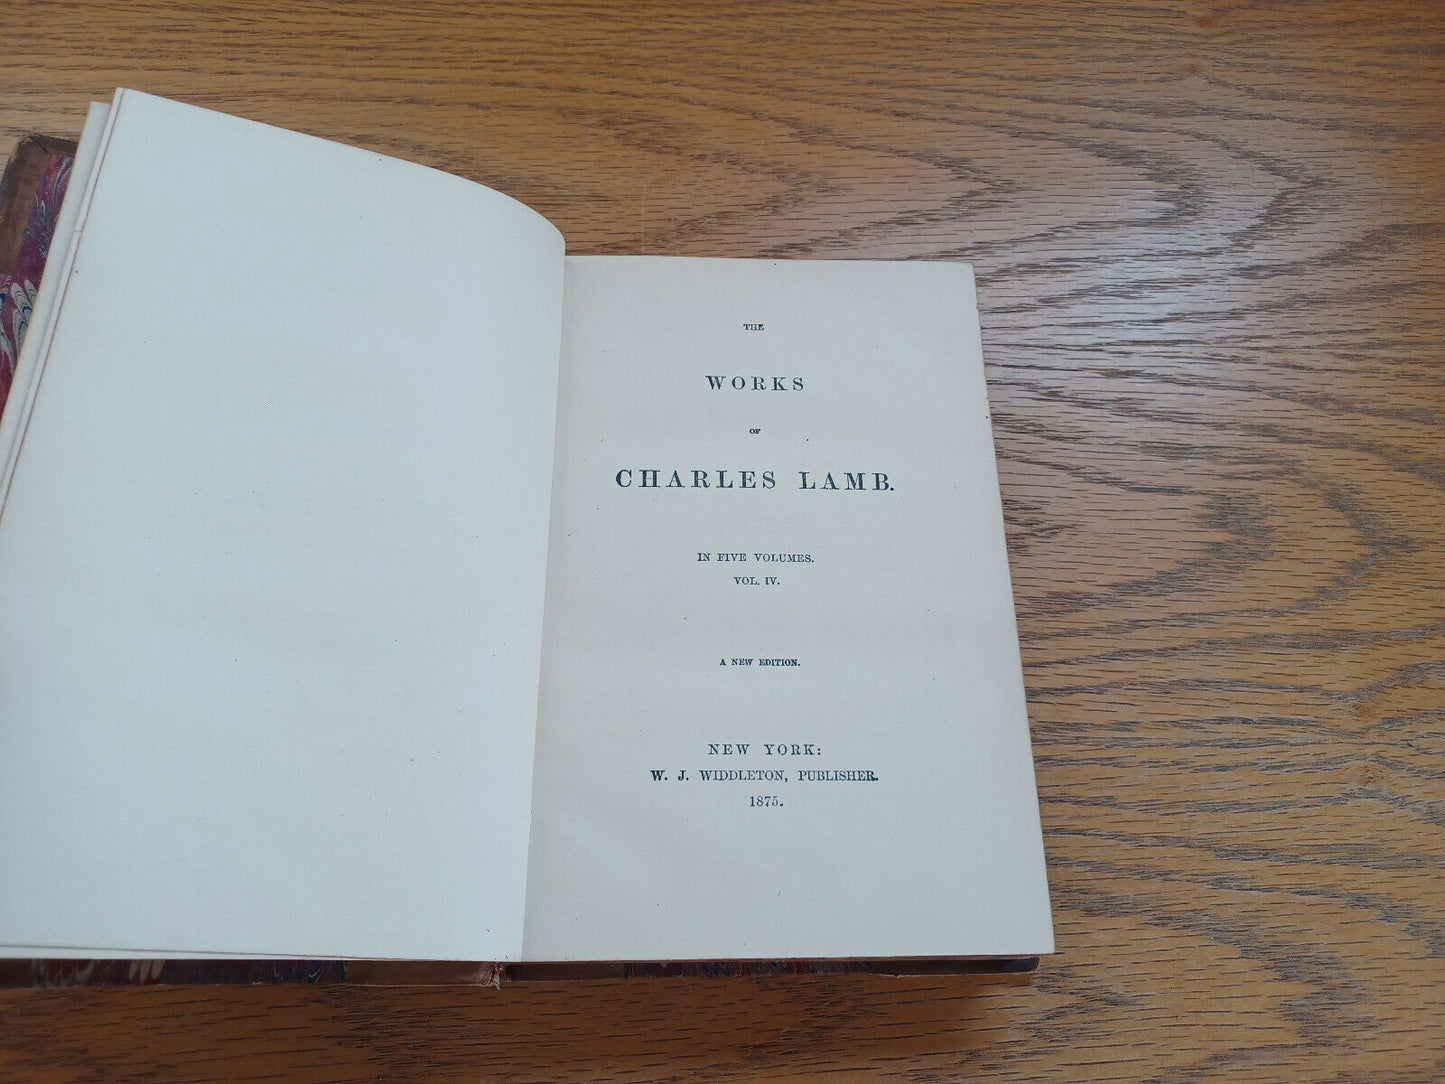 THE
WORKS
OF
CHARLES LAMB.
IN FIVE VOLUMES.
VOL. IV.
A NEW EDITION.
NEW YORK:
W. J. WIDDLETON, PUBLISHER.
1875.